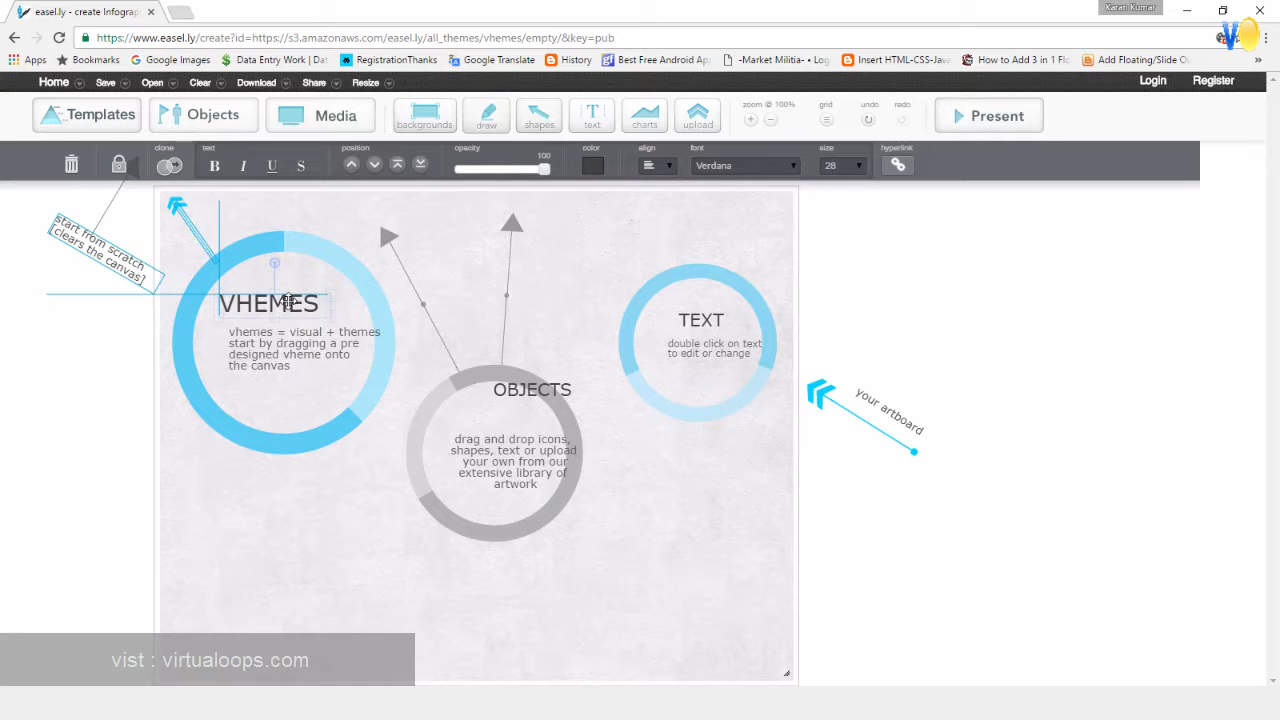 easel.ly - create Infograp
Karan Kumar
https://www.easel.ly/create?id=https://s3.amazonaws.com/easel.ly/all_themes/vhemes/empty/&key=pub
Apps
Bookmarks
Google Images
Data Entry Work | Dat
RegistrationThanks
Google Translate
History
Best Free Android Ap
-Market Militia- • Log
Insert HTML-CSS-Java
How to Add 3 in 1 Flo
Add Floating/Slide Ou
Home
Save
Open
Clear
Download
Share
Resize
Login
Register
Templates
Objects
Media
backgrounds
draw
shapes
T
text
charts
upload
zoom @ 100%
grid
undo
redo
Present
clone
text
B I U S
position
opacity
100
color
align
font
Verdana
size
28
hyperlink
start from scratch
[clears the canvas]
VHEMES
vhemes = visual + themes
start by dragging a pre
designed vheme onto
the canvas
OBJECTS
drag and drop icons,
shapes, text or upload
your own from our
extensive library of
artwork
TEXT
double click on text
to edit or change
your artboard
vist : virtualoops.com